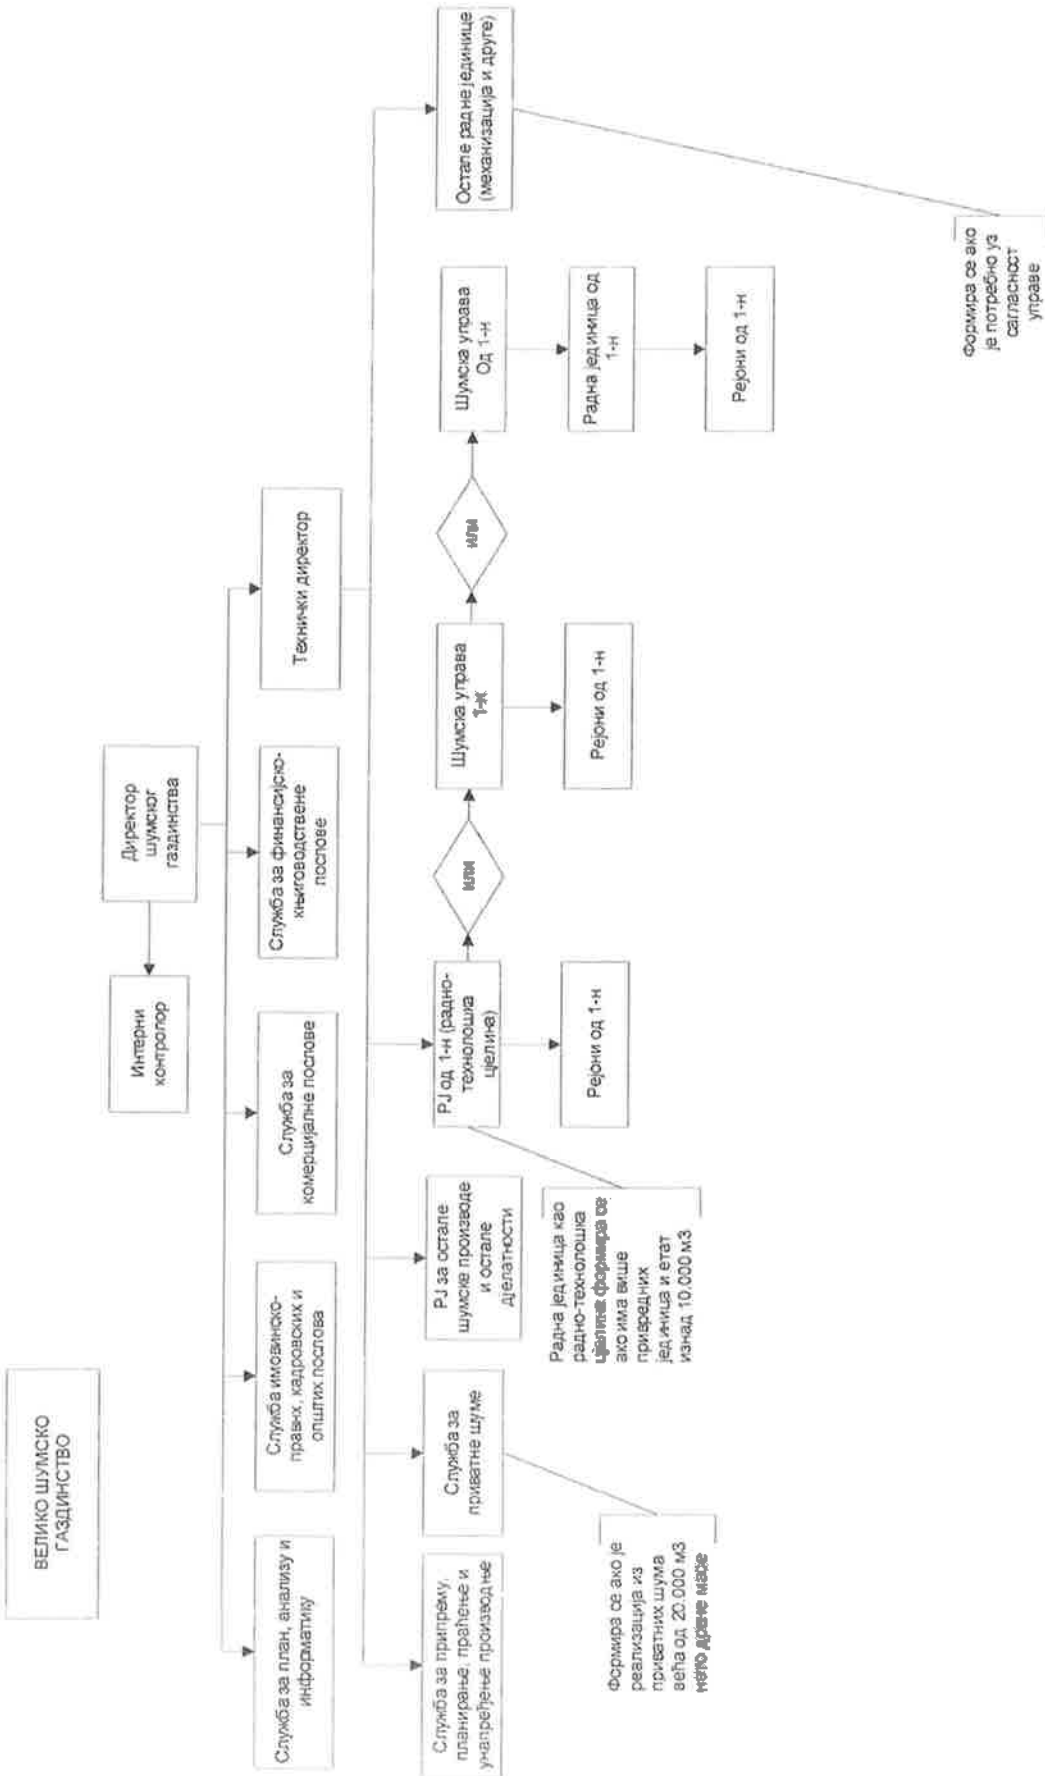 ВЕЛИКО ШУМСКО
ГАЗДИНСТВО
Директор
шумског
газдинства
Интерни
контролор
Служба за план, анализу и
информатику
Служба имовинско-
правнх, кадровских и
општих послова
Служба за
комерцијалне послове
Служба за финансијско-
књиговодствене
послове
Технички директор
Служба за припрему,
планирање, праћење и
унапређење производње
Служба за
приватне шуме
РЈ за остале
шумске производе
и остале
дјелатности
РЈ од 1-н (радно-
технолошка
цјелина)
или
Шумска управа
1-н
или
Шумска управа
Од 1-н
Остале радне јединице
(механизација и друге)
Рејони од 1-н
Рејони од 1-н
Радна јединица од
1-н
Рејони од 1-н
Формира се ако је
реализација из
приватних шума
већа од 20.000 м3
нето дрвне масе
Радна јединица као
радно-технолошка
цјелина формира се
ако има више
привредних
јединица и етат
изнад 10.000 м3
Формира се ако
је потребно уз
сагласност
управе